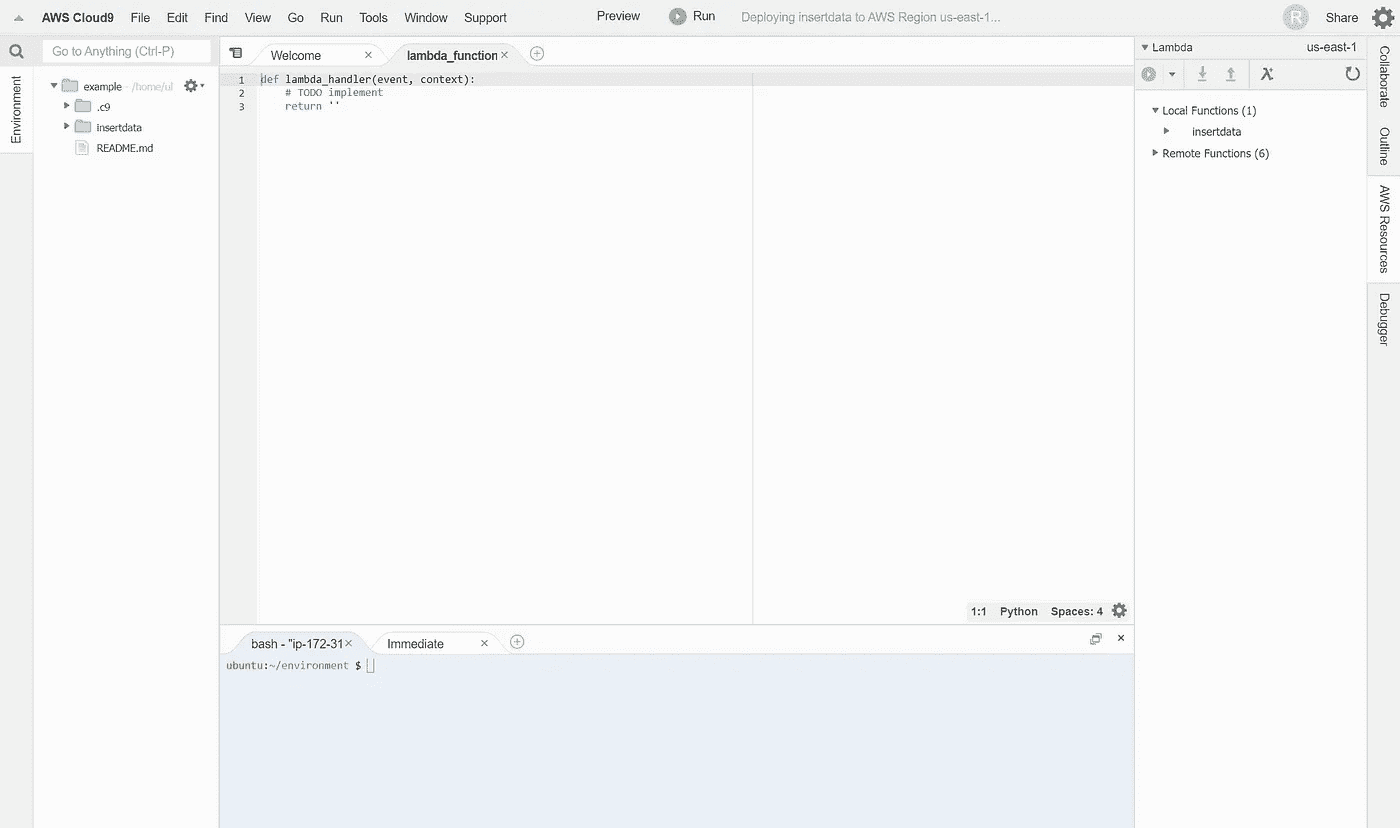 AWS Cloud9 File Edit Find View Go Run Tools Window Support Preview Run Deploying insertdata to AWS Region us-east-1... R Share
Go to Anything (Ctrl-P)
Environment
example - /home/ul
.c9
insertdata
README.md
Welcome × lambda_function ×
1 def lambda_handler(event, context):
2 # TODO implement
3 return ''
1:1 Python Spaces: 4
bash - "ip-172-31 × Immediate ×
ubuntu:~/environment $
Lambda us-east-1
Local Functions (1)
insertdata
Remote Functions (6)
Collaborate
Outline
AWS Resources
Debugger